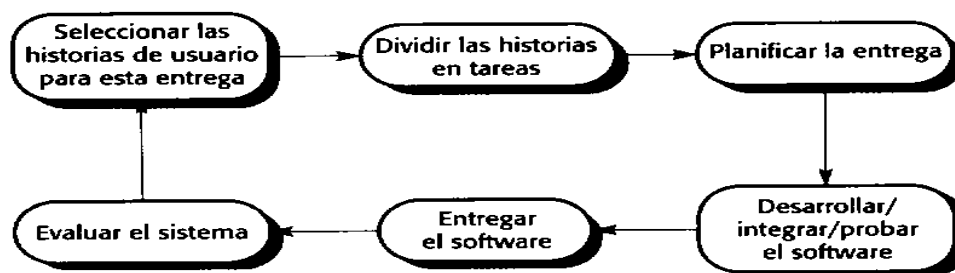 Seleccionar las
historias de usuario
para esta entrega
Dividir las historias
en tareas
Planificar la entrega
Desarrollar/
integrar/probar
el software
Entregar
el software
Evaluar el sistema